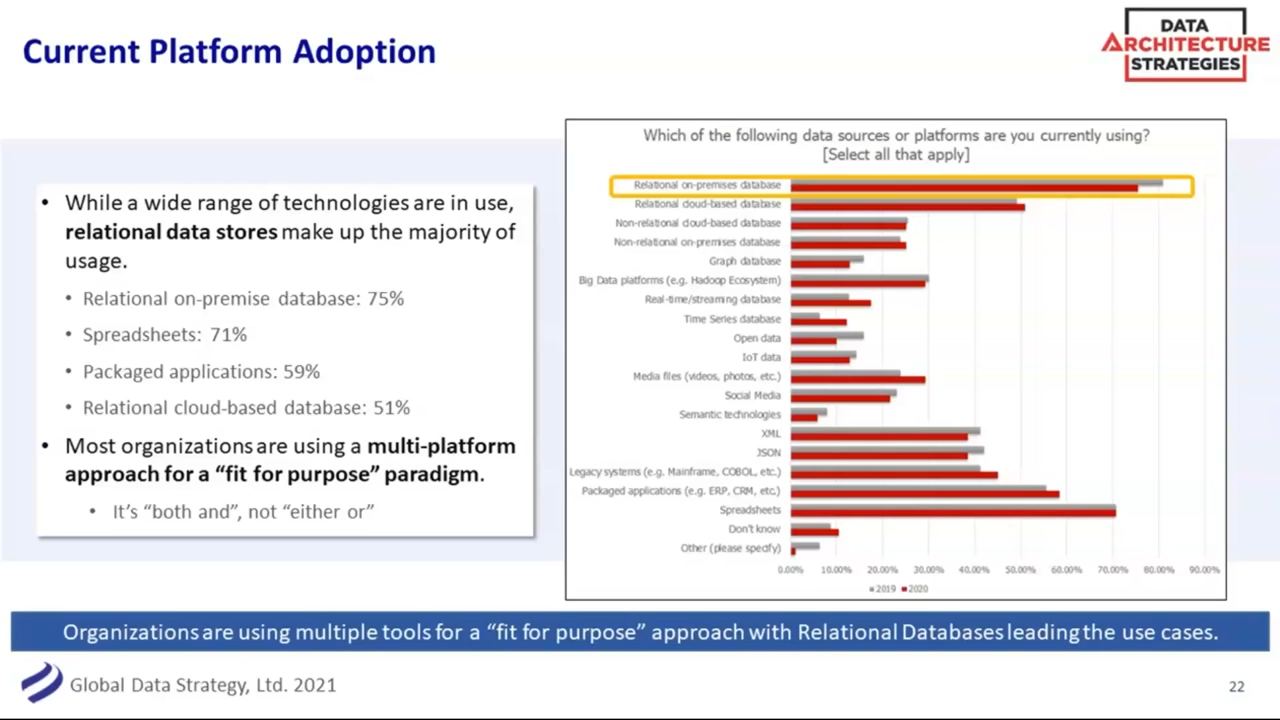 Current Platform Adoption
DATA
ARCHITECTURE
STRATEGIES
• While a wide range of technologies are in use,
relational data stores make up the majority of
usage.
• Relational on-premise database: 75%
• Spreadsheets: 71%
• Packaged applications: 59%
• Relational cloud-based database: 51%
• Most organizations are using a multi-platform
approach for a “fit for purpose” paradigm.
• It’s “both and”, not “either or”
Which of the following data sources or platforms are you currently using?
[Select all that apply]
Relational on-premises database
Relational cloud-based database
Non-relational cloud-based database
Non-relational on-premises database
Graph database
Big Data platforms (e.g. Hadoop Ecosystem)
Real-time/streaming database
Time Series database
Open data
IoT data
Media files (videos, photos, etc.)
Social Media
Semantic technologies
XML
JSON
Legacy systems (e.g. Mainframe, COBOL, etc.)
Packaged applications (e.g. ERP, CRM, etc.)
Spreadsheets
Don't know
Other (please specify)
0.00% 10.00% 20.00% 30.00% 40.00% 50.00% 60.00% 70.00% 80.00% 90.00%
2019 2020
Organizations are using multiple tools for a “fit for purpose” approach with Relational Databases leading the use cases.
Global Data Strategy, Ltd. 2021
22